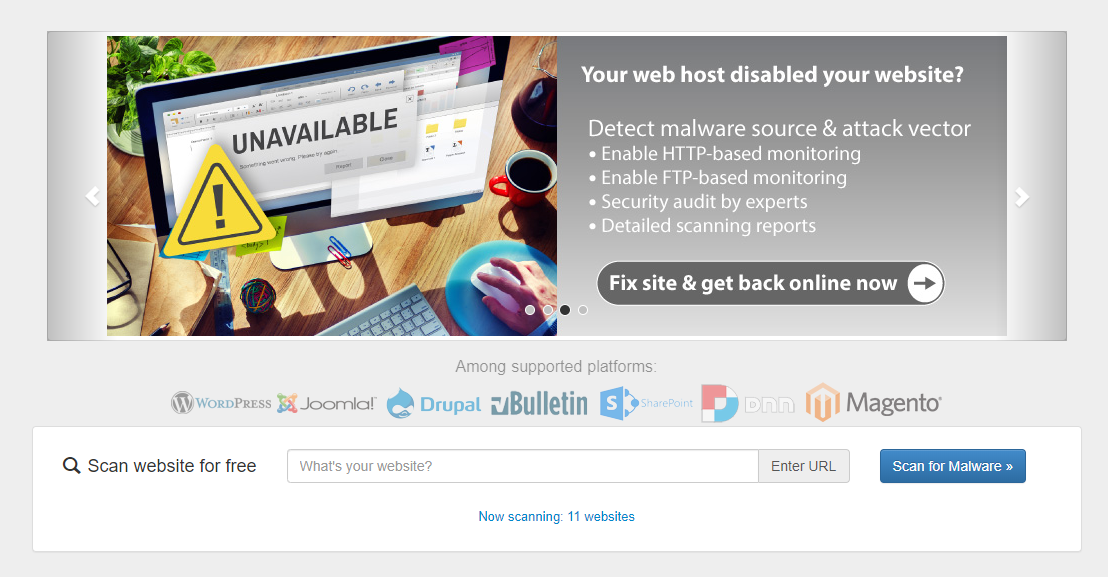 UNAVAILABLE
Something went wrong. Please try again.
Report
Close
Your web host disabled your website?
Detect malware source & attack vector
• Enable HTTP-based monitoring
• Enable FTP-based monitoring
• Security audit by experts
• Detailed scanning reports
Fix site & get back online now
Among supported platforms:
WORDPRESS Joomla! Drupal vBulletin SharePoint DNN Magento
Scan website for free
What's your website?
Enter URL
Scan for Malware »
Now scanning: 11 websites